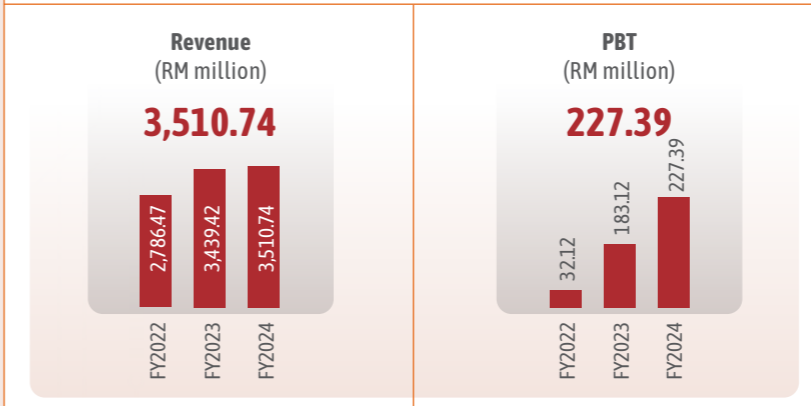 Revenue
(RM million)
3,510.74
2,786.47
3,439.42
3,510.74
FY2022
FY2023
FY2024
PBT
(RM million)
227.39
32.12
183.12
227.39
FY2022
FY2023
FY2024